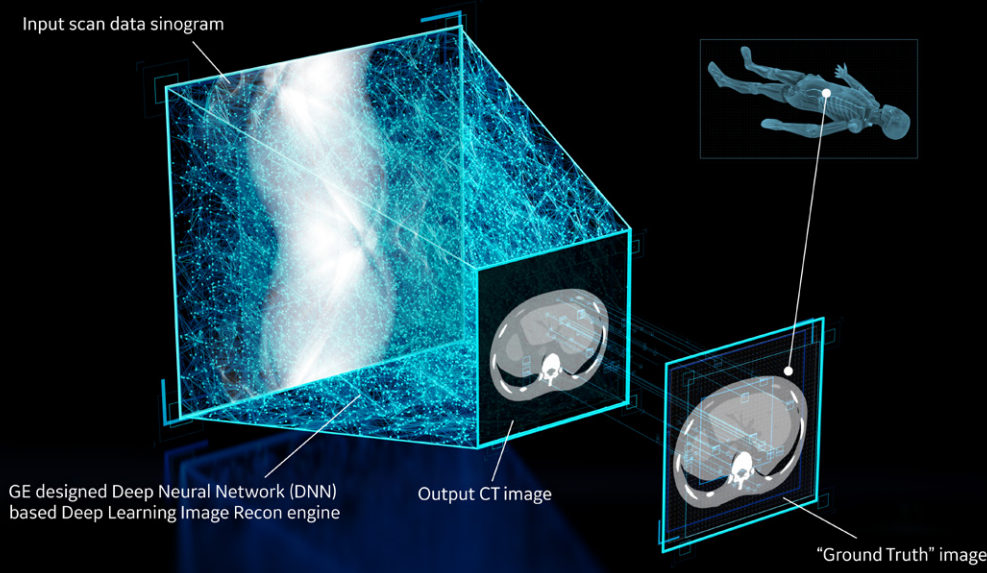 Input scan data sinogram
GE designed Deep Neural Network (DNN)
based Deep Learning Image Recon engine
Output CT image
“Ground Truth” image